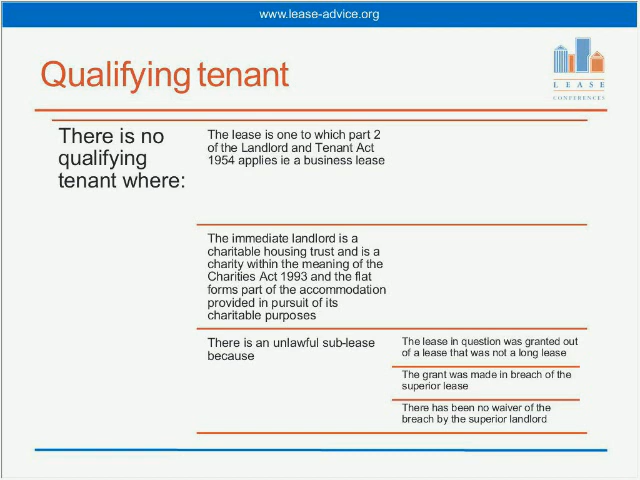 www.lease-advice.org
Qualifying tenant
LEASE
CONFERENCES
There is no
qualifying
tenant where:
The lease is one to which part 2
of the Landlord and Tenant Act
1954 applies ie a business lease
The immediate landlord is a
charitable housing trust and is a
charity within the meaning of the
Charities Act 1993 and the flat
forms part of the accommodation
provided in pursuit of its
charitable purposes
There is an unlawful sub-lease
because
The lease in question was granted out
of a lease that was not a long lease
The grant was made in breach of the
superior lease
There has been no waiver of the
breach by the superior landlord